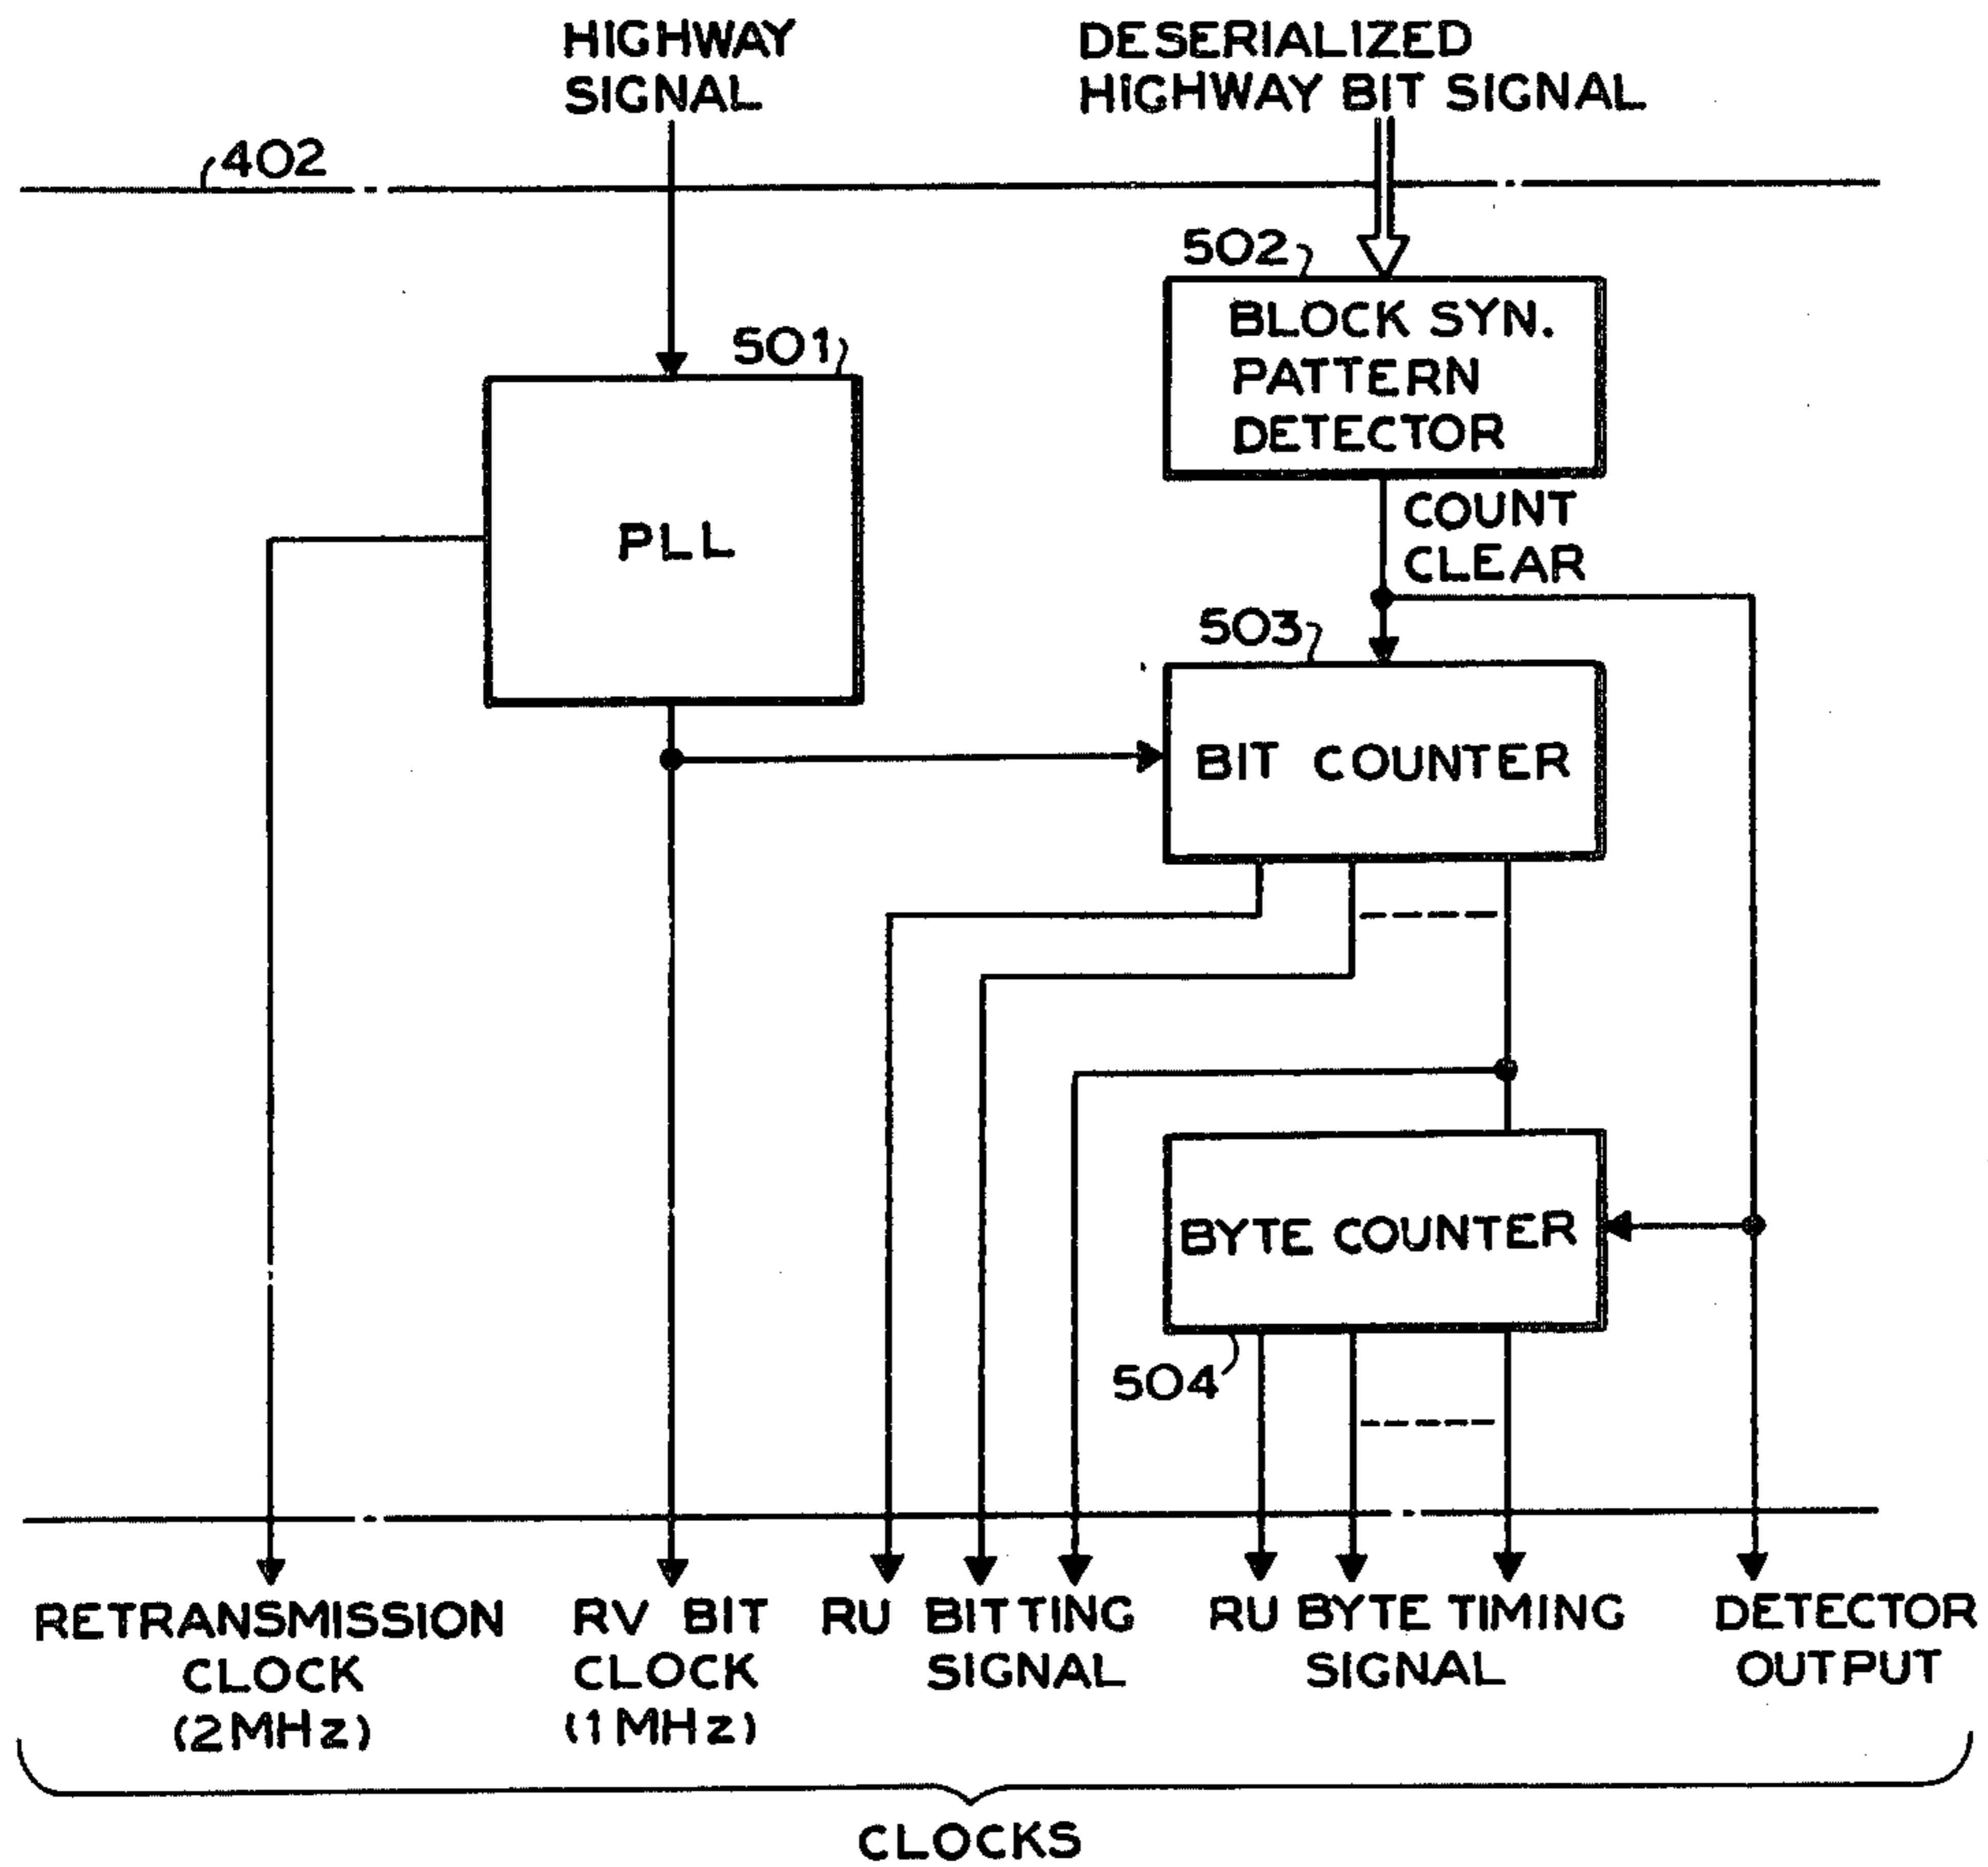 HIGHWAY
SIGNAL
DESERIALIZED
HIGHWAY BIT SIGNAL
402
502
BLOCK SYN.
PATTERN
DETECTOR
501
PLL
COUNT
CLEAR
503
BIT COUNTER
BYTE COUNTER
504
RETRANSMISSION
CLOCK
(2MHz)
RV BIT
CLOCK
(1MHz)
RU BITTING
SIGNAL
RU BYTE TIMING
SIGNAL
DETECTOR
OUTPUT
CLOCKS